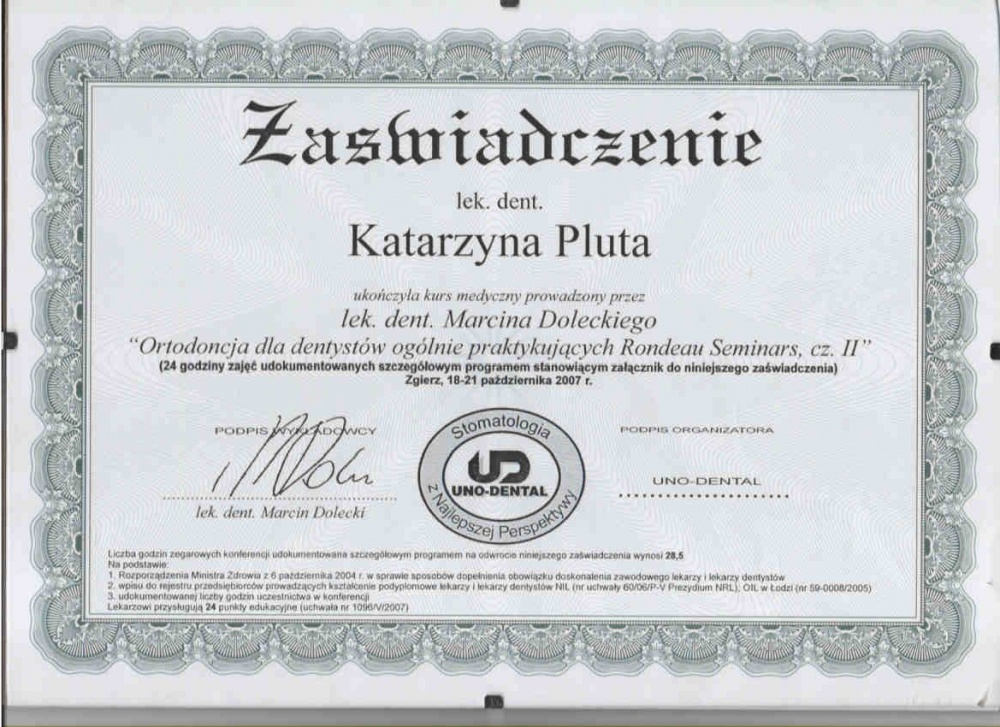 Zaświadczenie
lek. dent.
Katarzyna Pluta
ukończyła kurs medyczny prowadzony przez
lek. dent. Marcina Doleckiego
“Ortodoncja dla dentystów ogólnie praktykujących Rondeau Seminars, cz. II”
(24 godziny zajęć udokumentowanych szczegółowym programem stanowiącym załącznik do niniejszego zaświadczenia)
Zgierz, 18-21 października 2007 r.
PODPIS WYKŁADOWCY
lek. dent. Marcin Dolecki
Stomatologia
UD
UNO-DENTAL
z Najlepszej Perspektywy
PODPIS ORGANIZATORA
UNO-DENTAL
Liczba godzin zegarowych konferencji udokumentowana szczegółowym programem na odwrocie niniejszego zaświadczenia wynosi 28,5
Na podstawie:
1. Rozporządzenia Ministra Zdrowia z 6 października 2004 r. w sprawie sposobów dopełnienia obowiązku doskonalenia zawodowego lekarzy i lekarzy dentystów
2. wpisu do rejestru przedsiębiorców prowadzących kształcenie podyplomowe lekarzy i lekarzy dentystów NIL (nr uchwały 60/06/P-V Prezydium NRL); OIL w Łodzi (nr 59-0008/2005)
3. udokumentowanej liczby godzin uczestnictwa w konferencji
Lekarzowi przysługują 24 punkty edukacyjne (uchwała nr 1096/V/2007)